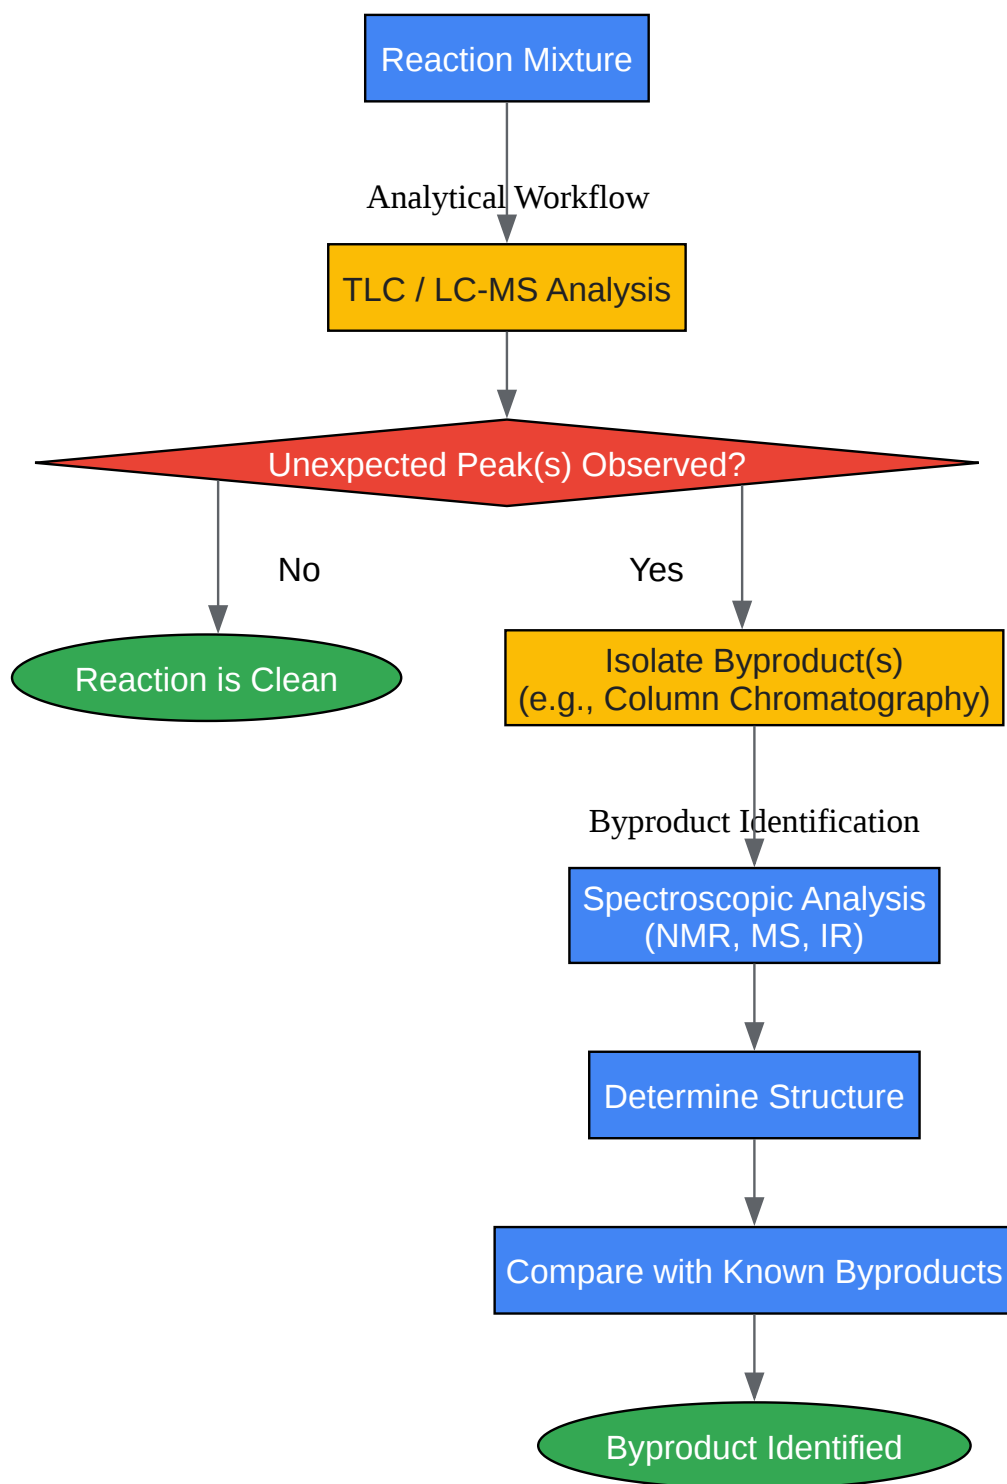 Reaction Mixture
Analytical Workflow
TLC / LC-MS Analysis
Unexpected Peak(s) Observed?
No
Yes
Reaction is Clean
Isolate Byproduct(s)
(e.g., Column Chromatography)
Byproduct Identification
Spectroscopic Analysis
(NMR, MS, IR)
Determine Structure
Compare with Known Byproducts
Byproduct Identified